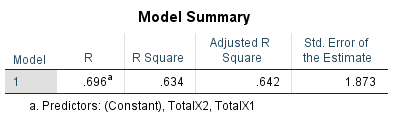 Model Summary
Model R R Square Adjusted R Square Std. Error of the Estimate
1 .696a .634 .642 1.873
a. Predictors: (Constant), TotalX2, TotalX1